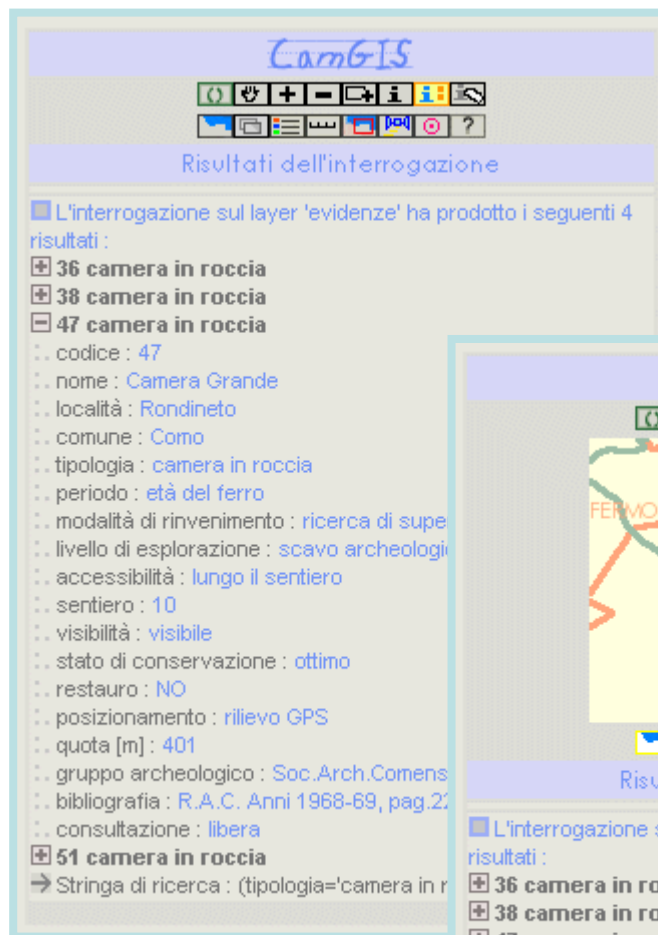 CamGIS
Risultati dell'interrogazione
L'interrogazione sul layer 'evidenze' ha prodotto i seguenti 4
risultati :
36 camera in roccia
38 camera in roccia
47 camera in roccia
:. codice : 47
:. nome : Camera Grande
:. località : Rondineto
:. comune : Como
:. tipologia : camera in roccia
:. periodo : età del ferro
:. modalità di rinvenimento : ricerca di supe
:. livello di esplorazione : scavo archeologi
:. accessibilità : lungo il sentiero
:. sentiero : 10
:. visibilità : visibile
:. stato di conservazione : ottimo
:. restauro : NO
:. posizionamento : rilievo GPS
:. quota [m] : 401
:. gruppo archeologico : Soc.Arch.Comens
:. bibliografia : R.A.C. Anni 1968-69, pag.22
:. consultazione : libera
51 camera in roccia
Stringa di ricerca : (tipologia='camera in r
FERMO
Risu
L'interrogazione s
risultati :
36 camera in ro
38 camera in ro